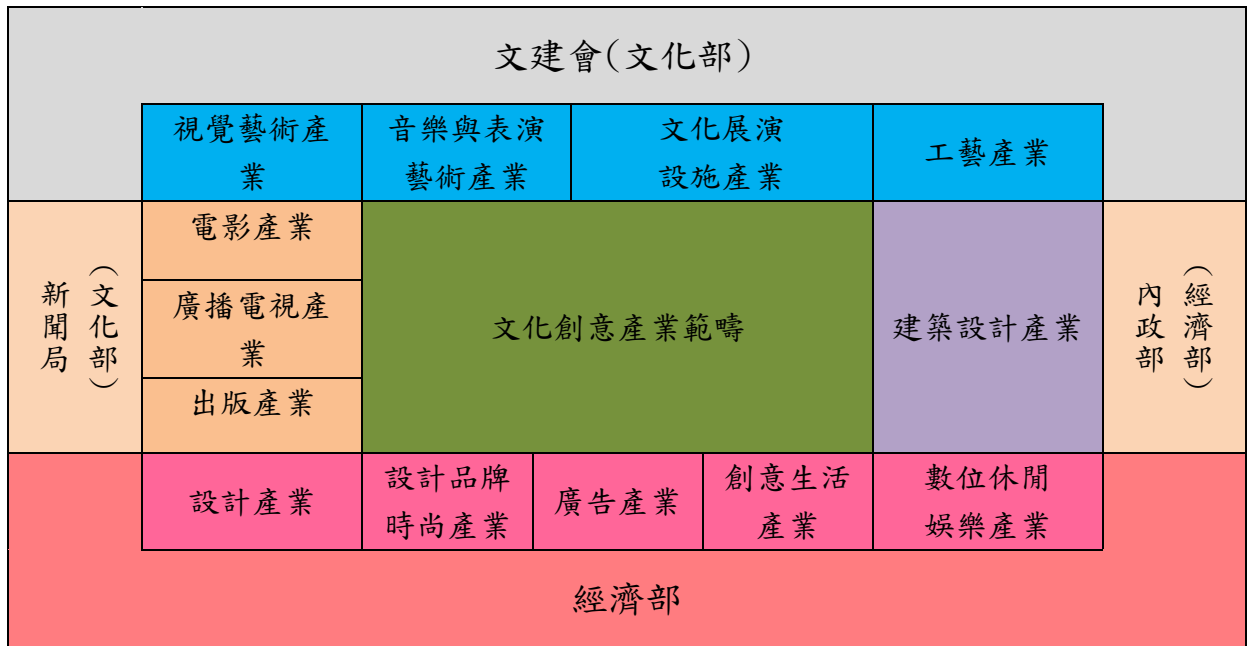 文建會(文化部)
視覺藝術產
業
音樂與表演
藝術產業
文化展演
設施產業
工藝產業
新聞局
(文化部)
電影產業
廣播電視產
業
出版產業
文化創意產業範疇
建築設計產業
內政部
(經濟部)
設計產業
設計品牌
時尚產業
廣告產業
創意生活
產業
數位休閒
娛樂產業
經濟部